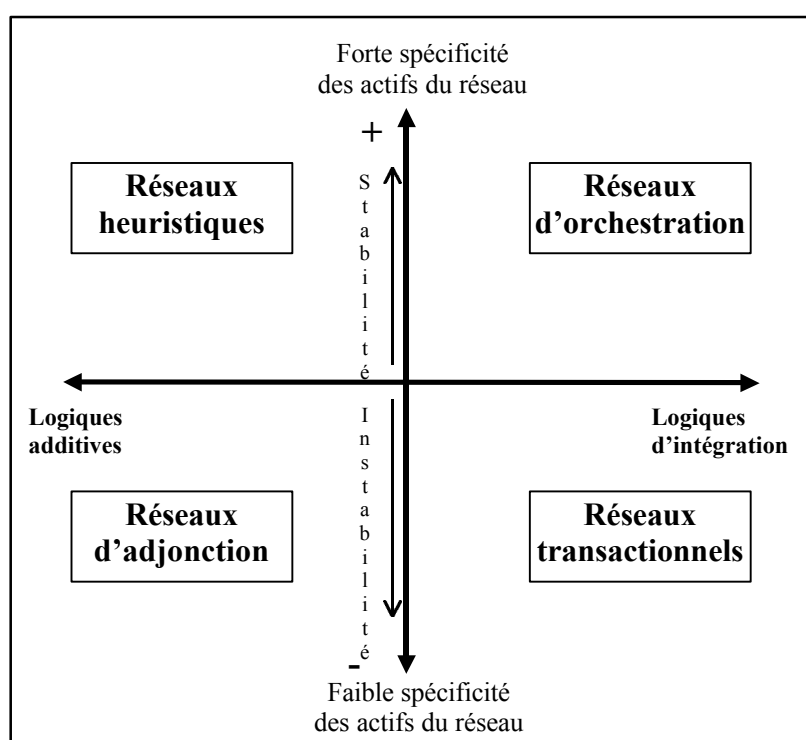 Forte spécificité
des actifs du réseau
+
Réseaux
heuristiques
Stabilité
Réseaux
d’orchestration
Logiques
additives
Logiques
d’intégration
Instabilité
Réseaux
d’adjonction
Réseaux
transactionnels
-
Faible spécificité
des actifs du réseau